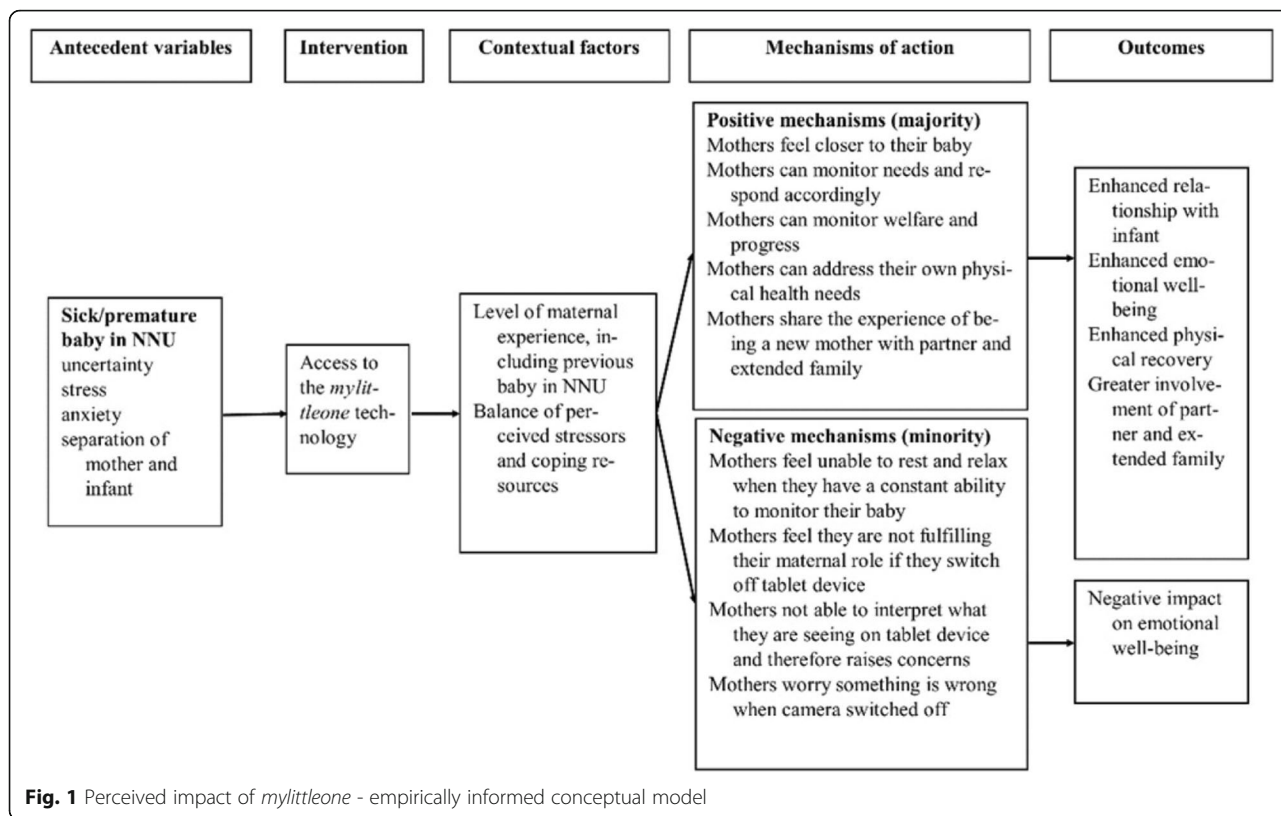 Antecedent variables
Intervention
Contextual factors
Mechanisms of action
Outcomes
Sick/premature
baby in NNU
uncertainty
stress
anxiety
separation of
mother and
infant
Access to
the mylit-
tleone tech-
nology
Level of maternal
experience, in-
cluding previous
baby in NNU
Balance of per-
ceived stressors
and coping re-
sources
Positive mechanisms (majority)
Mothers feel closer to their baby
Mothers can monitor needs and re-
spond accordingly
Mothers can monitor welfare and
progress
Mothers can address their own physi-
cal health needs
Mothers share the experience of be-
ing a new mother with partner and
extended family
Negative mechanisms (minority)
Mothers feel unable to rest and relax
when they have a constant ability
to monitor their baby
Mothers feel they are not fulfilling
their maternal role if they switch
off tablet device
Mothers not able to interpret what
they are seeing on tablet device
and therefore raises concerns
Mothers worry something is wrong
when camera switched off
Enhanced rela-
tionship with
infant
Enhanced emo-
tional well-
being
Enhanced physi-
cal recovery
Greater involve-
ment of part-
ner and ex-
tended family
Negative impact
on emotional
well-being
Fig. 1 Perceived impact of mylittleone - empirically informed conceptual model